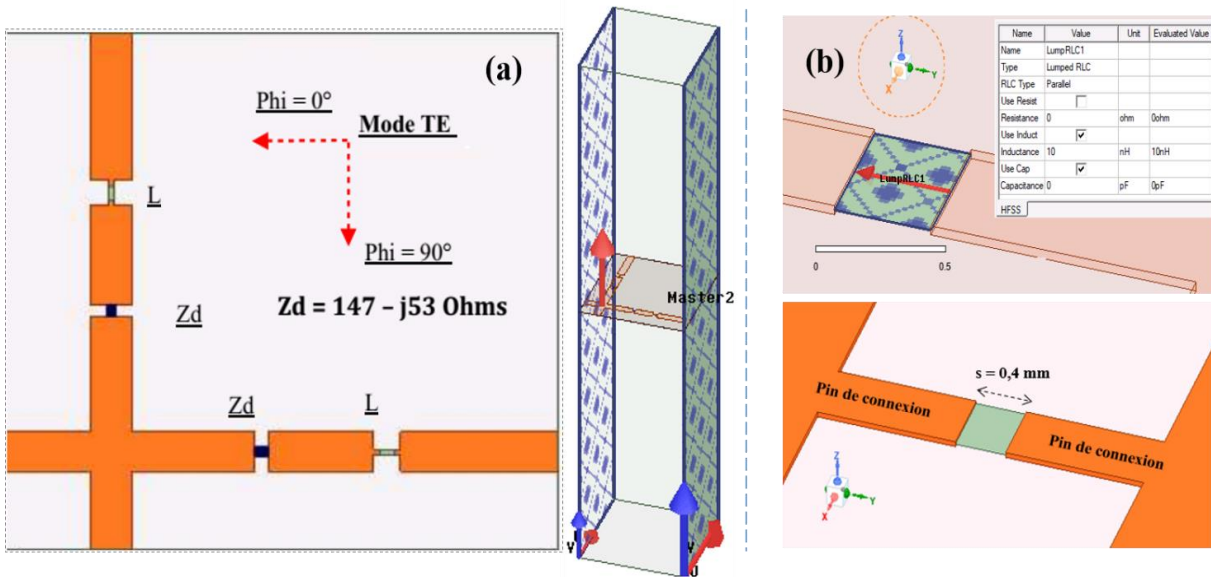 (a)
Phi = 0°
Mode TE
L
Phi = 90°
Zd
Zd = 147 – j53 Ohms
Zd
L
Master2
V
V
U
(b)
Z
Y
X
Name Value Unit Evaluated Value
Name LumpRLC1
Type Lumped RLC
RLC Type Parallel
Use Resist
Resistance 0 ohm 0ohm
Use Induct
Inductance 10 nH 10nH
Use Cap
Capacitance 0 pF 0pF
HFSS
LumpRLC1
0 0.5
s = 0,4 mm
Pin de connexion
Pin de connexion
Z
Y
X